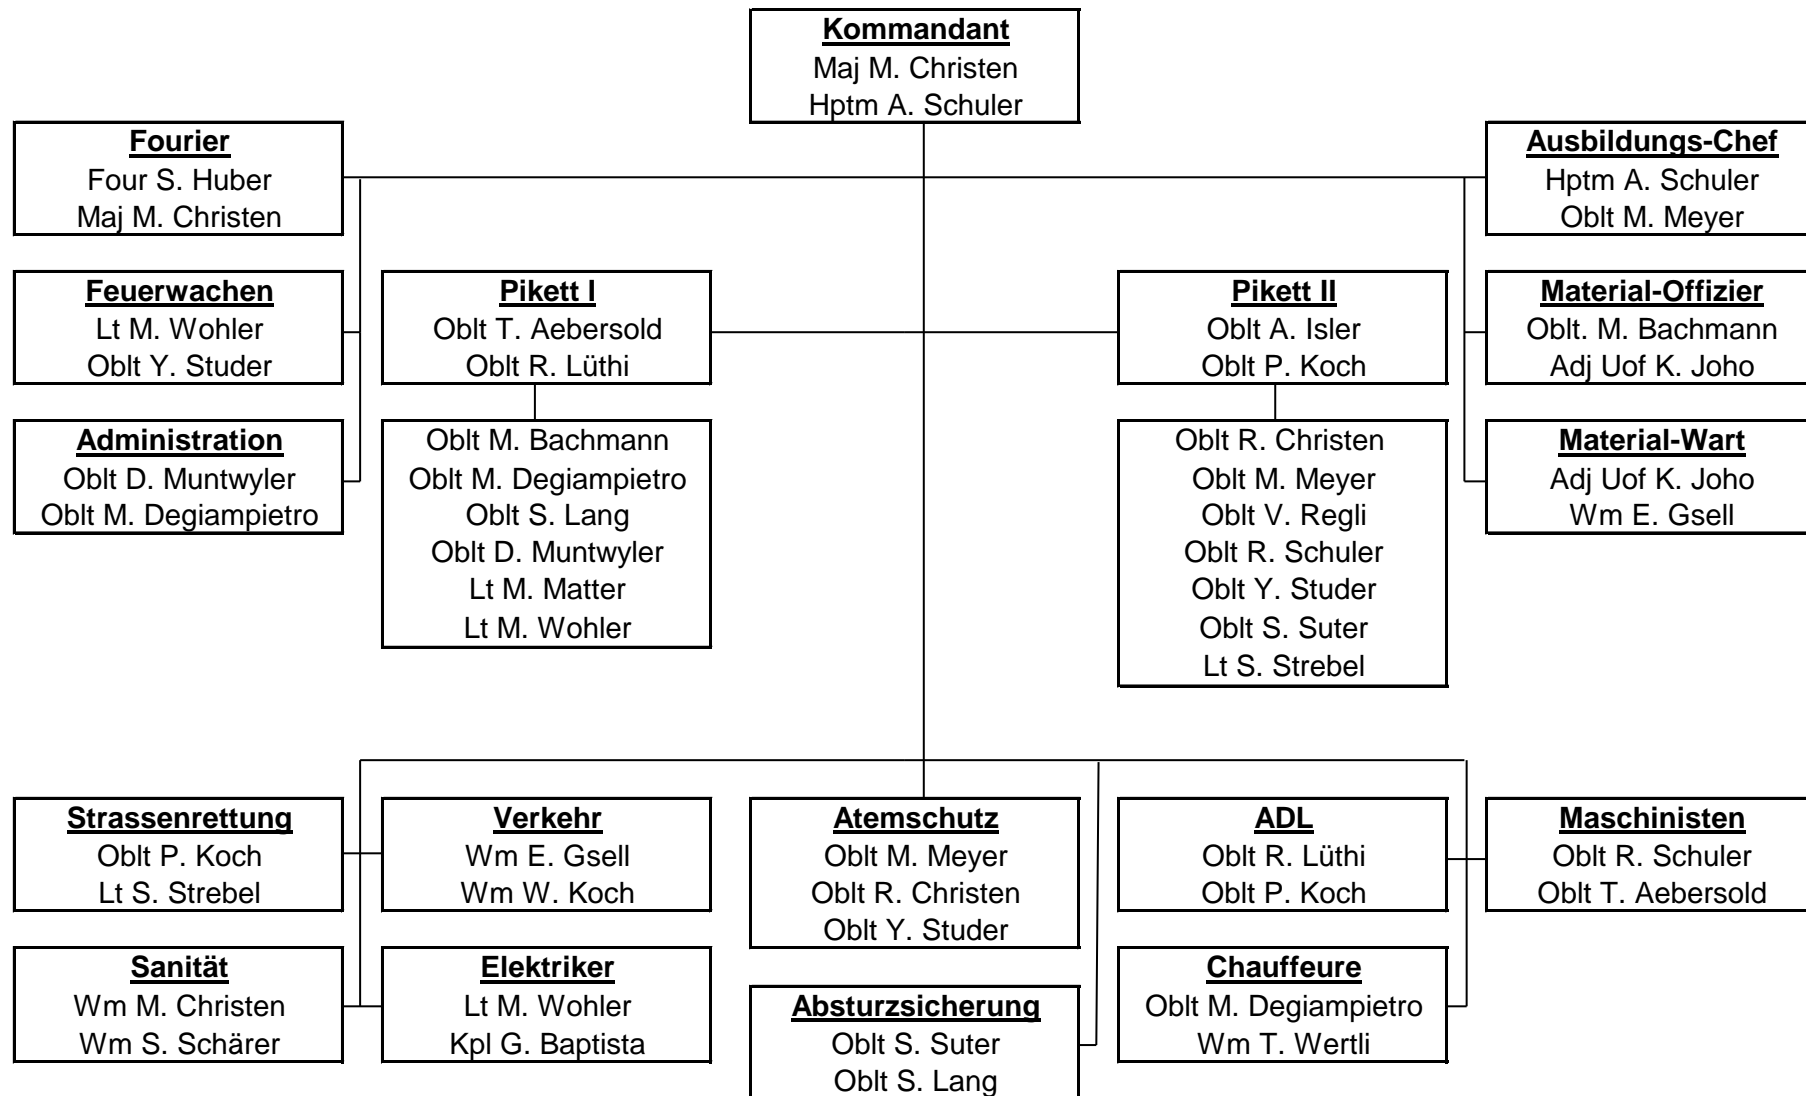 Kommandant
Maj M. Christen
Hptm A. Schuler
Fourier
Four S. Huber
Maj M. Christen
Ausbildungs-Chef
Hptm A. Schuler
Oblt M. Meyer
Feuerwachen
Lt M. Wohler
Oblt Y. Studer
Pikett I
Oblt T. Aebersold
Oblt R. Lüthi
Pikett II
Oblt A. Isler
Oblt P. Koch
Material-Offizier
Oblt. M. Bachmann
Adj Uof K. Joho
Administration
Oblt D. Muntwyler
Oblt M. Degiampietro
Oblt M. Bachmann
Oblt M. Degiampietro
Oblt S. Lang
Oblt D. Muntwyler
Lt M. Matter
Lt M. Wohler
Oblt R. Christen
Oblt M. Meyer
Oblt V. Regli
Oblt R. Schuler
Oblt Y. Studer
Oblt S. Suter
Lt S. Strebel
Material-Wart
Adj Uof K. Joho
Wm E. Gsell
Strassenrettung
Oblt P. Koch
Lt S. Strebel
Verkehr
Wm E. Gsell
Wm W. Koch
Atemschutz
Oblt M. Meyer
Oblt R. Christen
Oblt Y. Studer
ADL
Oblt R. Lüthi
Oblt P. Koch
Maschinisten
Oblt R. Schuler
Oblt T. Aebersold
Sanität
Wm M. Christen
Wm S. Schärer
Elektriker
Lt M. Wohler
Kpl G. Baptista
Absturzsicherung
Oblt S. Suter
Oblt S. Lang
Chauffeure
Oblt M. Degiampietro
Wm T. Wertli